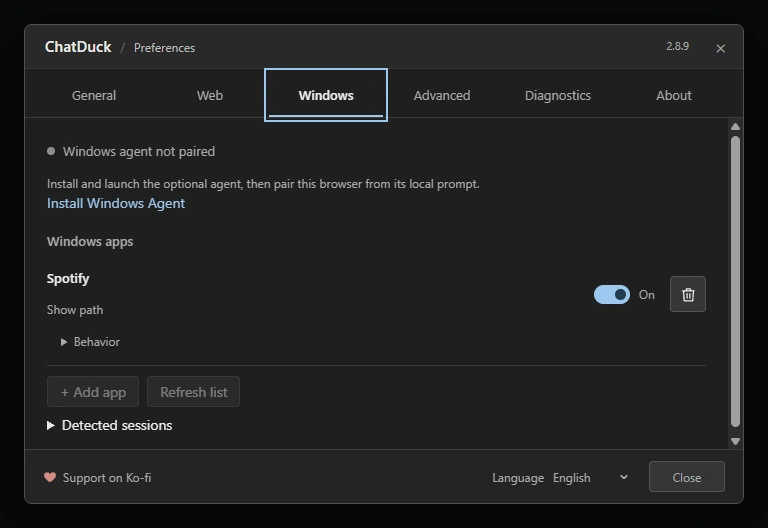 ChatDuck / Preferences 2.8.9
General Web Windows Advanced Diagnostics About
Windows agent not paired
Install and launch the optional agent, then pair this browser from its local prompt.
Install Windows Agent
Windows apps
Spotify
On
Show path
Behavior
+ Add app Refresh list
Detected sessions
Support on Ko-fi Language English Close